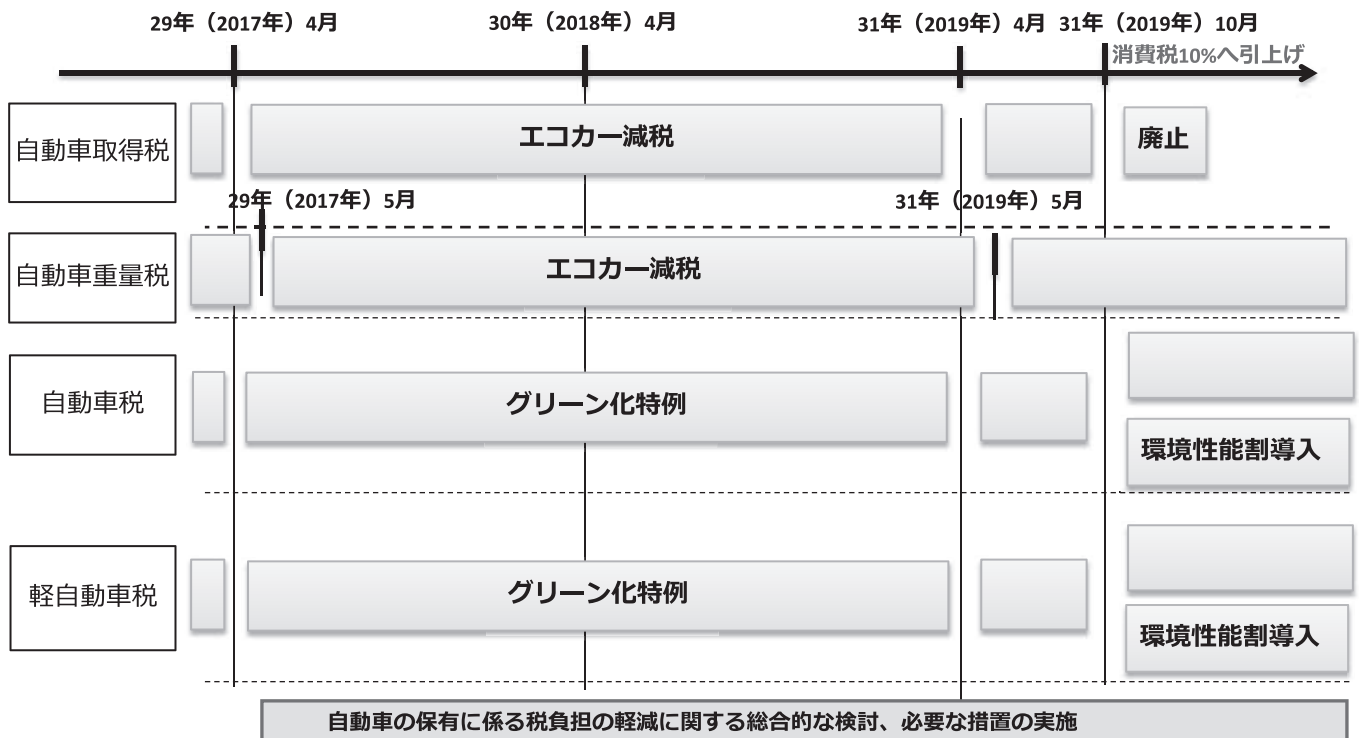 29年（2017年）4月
30年（2018年）4月
31年（2019年）4月
31年（2019年）10月
消費税10%へ引上げ
自動車取得税
エコカー減税
廃止
29年（2017年）5月
31年（2019年）5月
自動車重量税
エコカー減税
自動車税
グリーン化特例
環境性能割導入
軽自動車税
グリーン化特例
環境性能割導入
自動車の保有に係る税負担の軽減に関する総合的な検討、必要な措置の実施